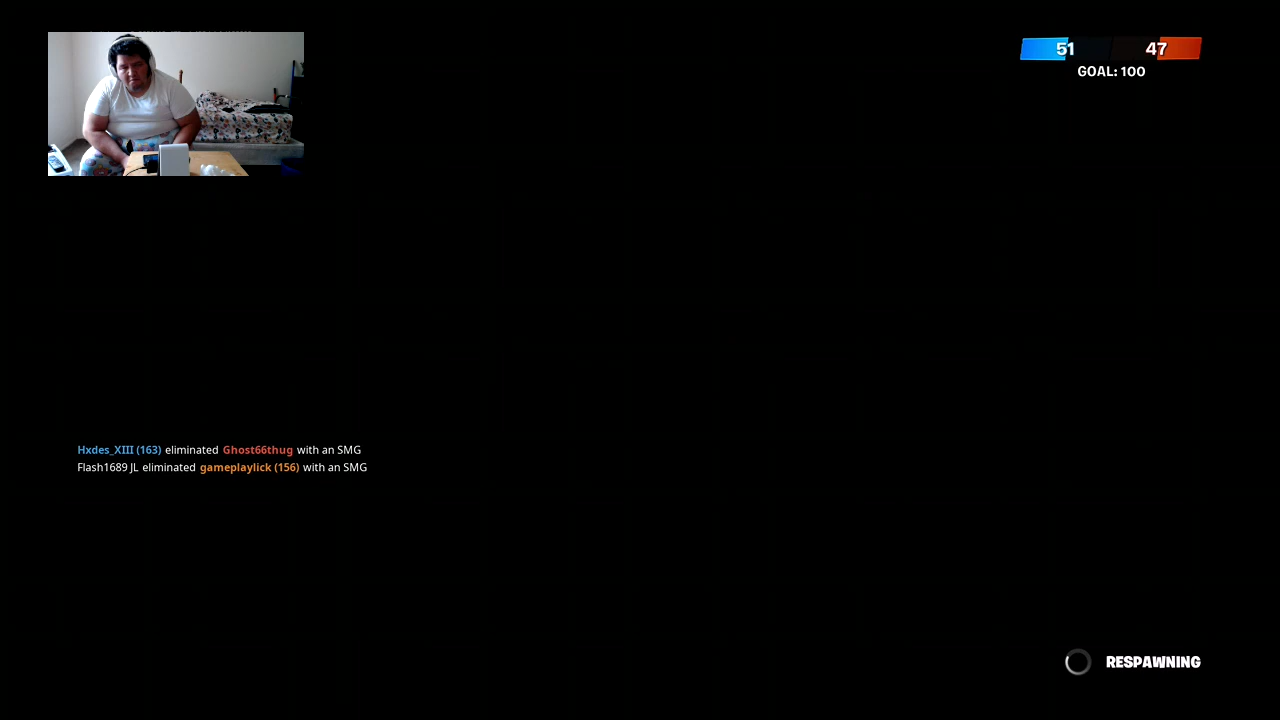 51 47
GOAL: 100
Hxdes_XIII (163) eliminated Ghost66thug with an SMG
Flash1689 JL eliminated gameplaylick (156) with an SMG
RESPAWNING